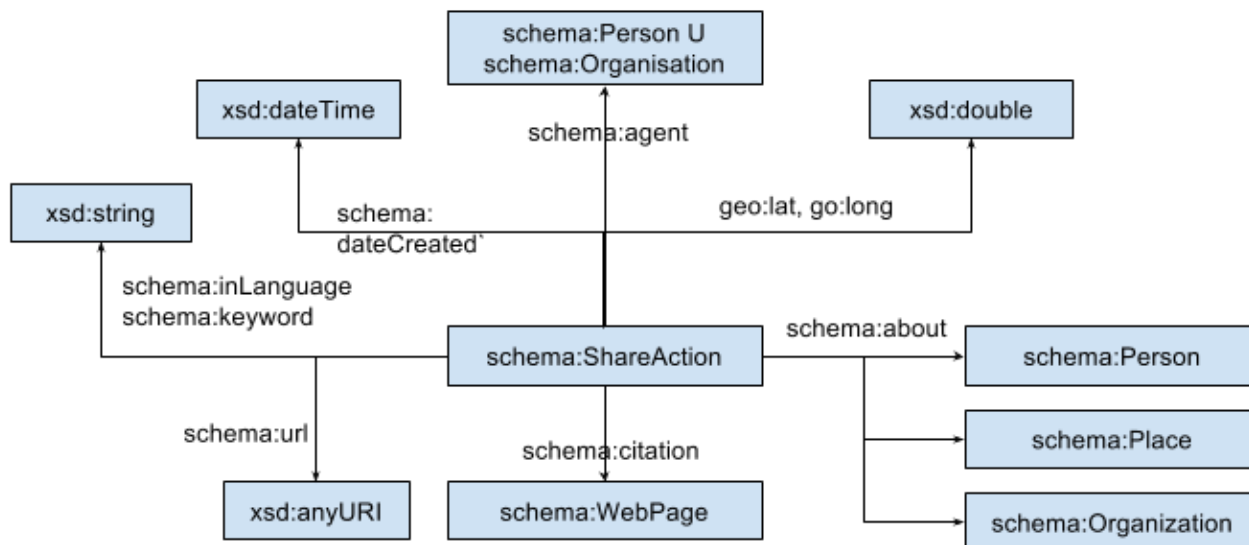 schema:Person U
schema:Organisation
xsd:dateTime
xsd:double
schema:agent
xsd:string
schema:
dateCreated`
geo:lat, go:long
schema:inLanguage
schema:keyword
schema:ShareAction
schema:about
schema:Person
schema:url
schema:citation
schema:Place
xsd:anyURI
schema:WebPage
schema:Organization